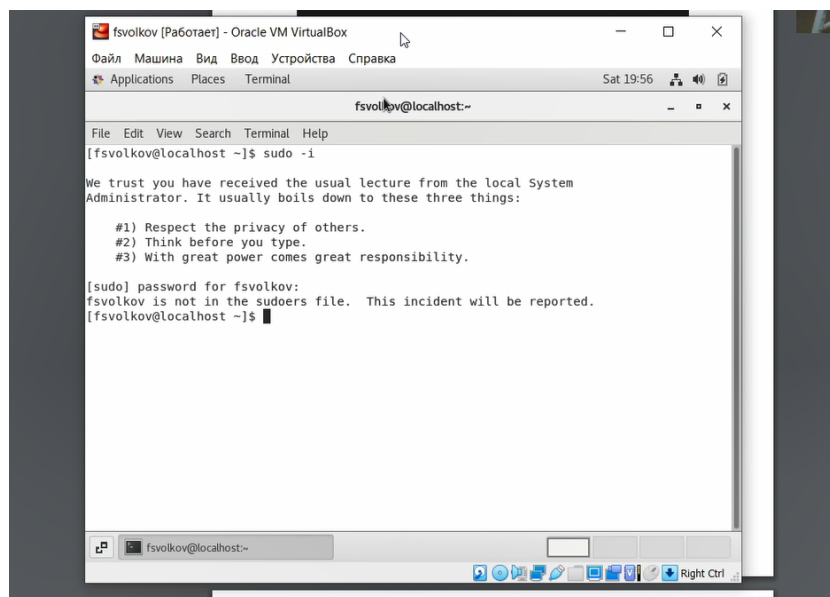 fsvolkov [Работает] - Oracle VM VirtualBox
Файл Машина Вид Ввод Устройства Справка
Applications Places Terminal Sat 19:56
fsvolkov@localhost:~
File Edit View Search Terminal Help
[fsvolkov@localhost ~]$ sudo -i
We trust you have received the usual lecture from the local System
Administrator. It usually boils down to these three things:
#1) Respect the privacy of others.
#2) Think before you type.
#3) With great power comes great responsibility.
[sudo] password for fsvolkov:
fsvolkov is not in the sudoers file.  This incident will be reported.
[fsvolkov@localhost ~]$
fsvolkov@localhost:~
Right Ctrl